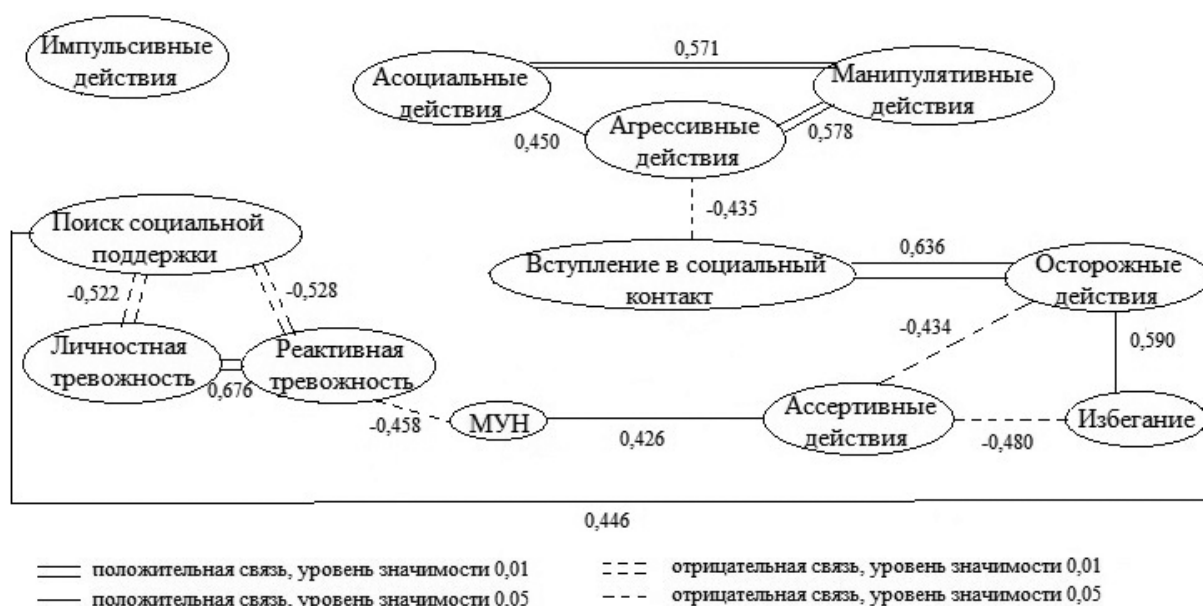 Импульсивные
действия
Асоциальные
действия
0,571
Манипулятивные
действия
0,450
Агрессивные
действия
0,578
-0,435
Поиск социальной
поддержки
Вступление в социальный
контакт
0,636
Осторожные
действия
-0,522
-0,528
-0,434
0,590
Личностная
тревожность
0,676
Реактивная
тревожность
-0,458
МУН
0,426
Ассертивные
действия
-0,480
Избегание
0,446
положительная связь, уровень значимости 0,01
отрицательная связь, уровень значимости 0,01
положительная связь, уровень значимости 0,05
отрицательная связь, уровень значимости 0,05